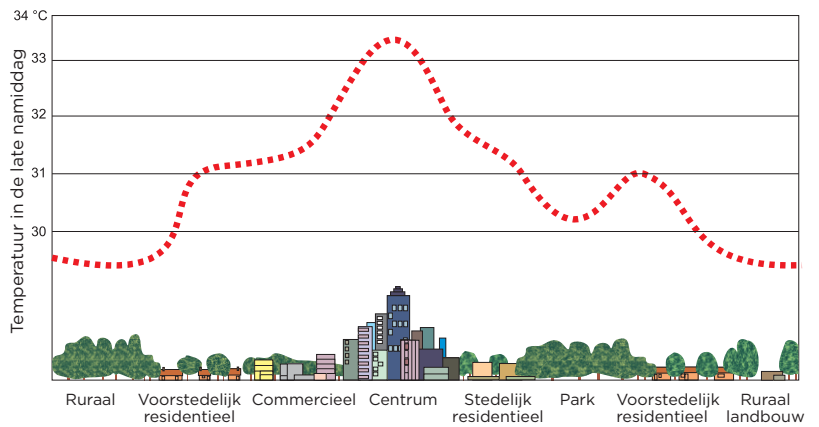 34 °C
33
32
31
30
Temperatuur in de late namiddag
Ruraal
Voorstedelijk
residentieel
Commercieel
Centrum
Stedelijk
residentieel
Park
Voorstedelijk
residentieel
Ruraal
landbouw